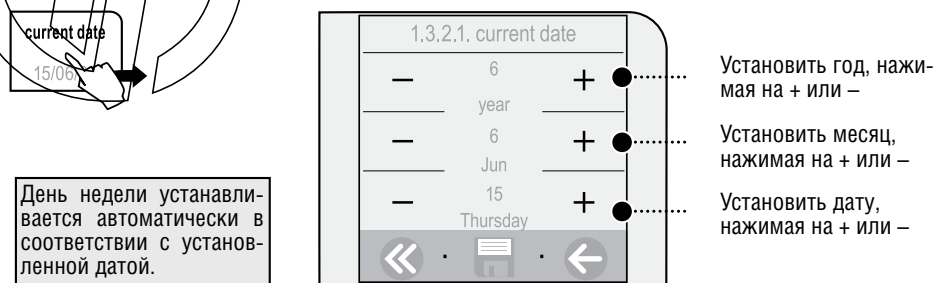 current date
15/06/
День недели устанавли-
вается автоматически в
соответствии с установ-
ленной датой.
1.3.2.1. current date
− 6 +
year
− 6 +
Jun
− 15 +
Thursday
Установить год, нажи-
мая на + или –
Установить месяц,
нажимая на + или –
Установить дату,
нажимая на + или –